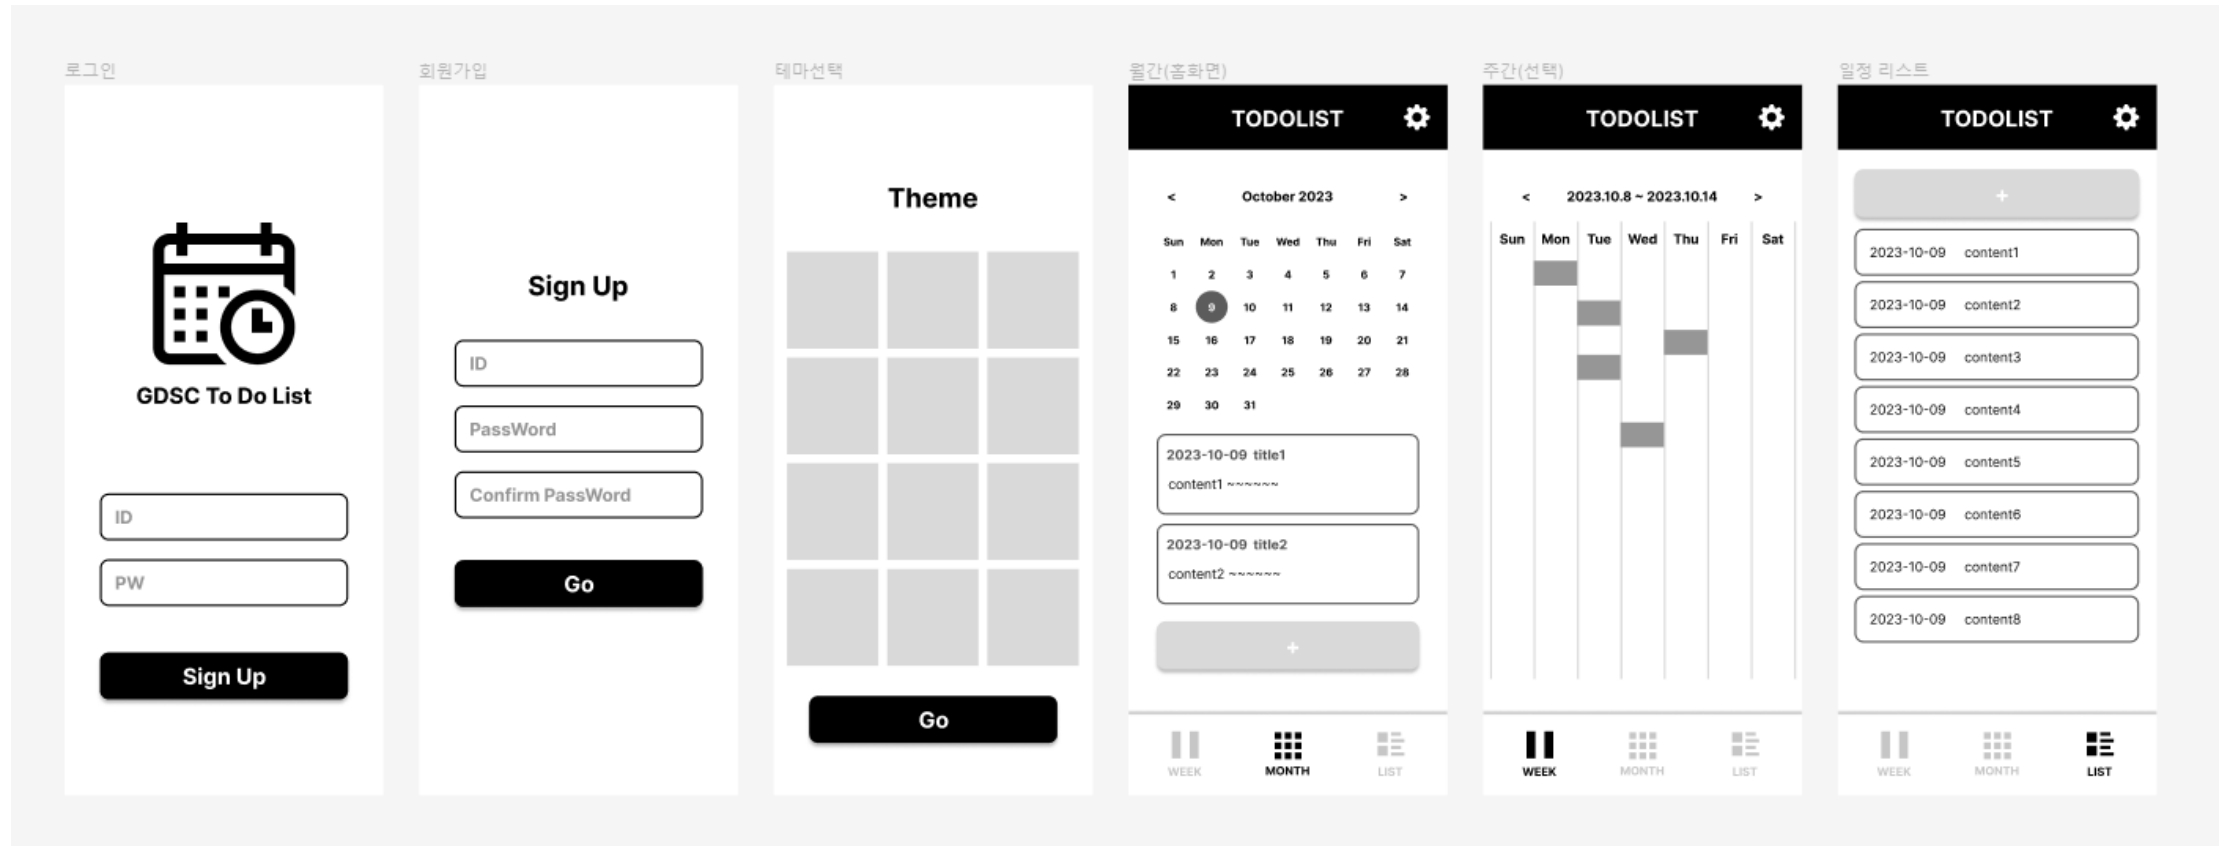 로그인
GDSC To Do List
ID
PW
Sign Up
회원가입
Sign Up
ID
PassWord
Confirm PassWord
Go
테마선택
Theme
Go
월간(홈화면)
TODOLIST
< October 2023 >
Sun Mon Tue Wed Thu Fri Sat
1 2 3 4 5 6 7
8 9 10 11 12 13 14
15 16 17 18 19 20 21
22 23 24 25 26 27 28
29 30 31
2023-10-09 title1
content1 ~~~~~~
2023-10-09 title2
content2 ~~~~~~
+
WEEK MONTH LIST
주간(선택)
TODOLIST
< 2023.10.8 ~ 2023.10.14 >
Sun Mon Tue Wed Thu Fri Sat
WEEK MONTH LIST
일정 리스트
TODOLIST
+
2023-10-09 content1
2023-10-09 content2
2023-10-09 content3
2023-10-09 content4
2023-10-09 content5
2023-10-09 content6
2023-10-09 content7
2023-10-09 content8
WEEK MONTH LIST